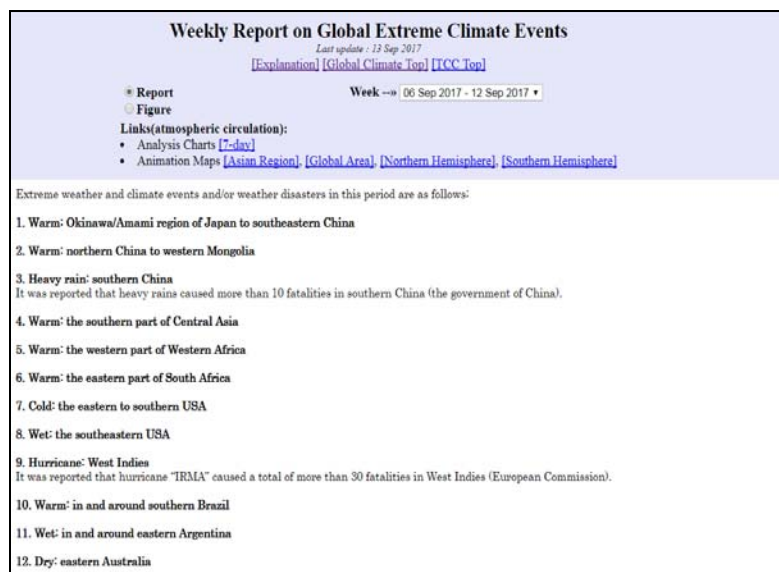 Weekly Report on Global Extreme Climate Events
Last update : 13 Sep 2017
[Explanation] [Global Climate Top] [TCC Top]
Report
Week --» 06 Sep 2017 - 12 Sep 2017
Figure
Links(atmospheric circulation):
• Analysis Charts [7-day]
• Animation Maps [Asian Region], [Global Area], [Northern Hemisphere], [Southern Hemisphere]
Extreme weather and climate events and/or weather disasters in this period are as follows:
1. Warm: Okinawa/Amami region of Japan to southeastern China
2. Warm: northern China to western Mongolia
3. Heavy rain: southern China
It was reported that heavy rains caused more than 10 fatalities in southern China (the government of China).
4. Warm: the southern part of Central Asia
5. Warm: the western part of Western Africa
6. Warm: the eastern part of South Africa
7. Cold: the eastern to southern USA
8. Wet: the southeastern USA
9. Hurricane: West Indies
It was reported that hurricane "IRMA" caused a total of more than 30 fatalities in West Indies (European Commission).
10. Warm: in and around southern Brazil
11. Wet: in and around eastern Argentina
12. Dry: eastern Australia